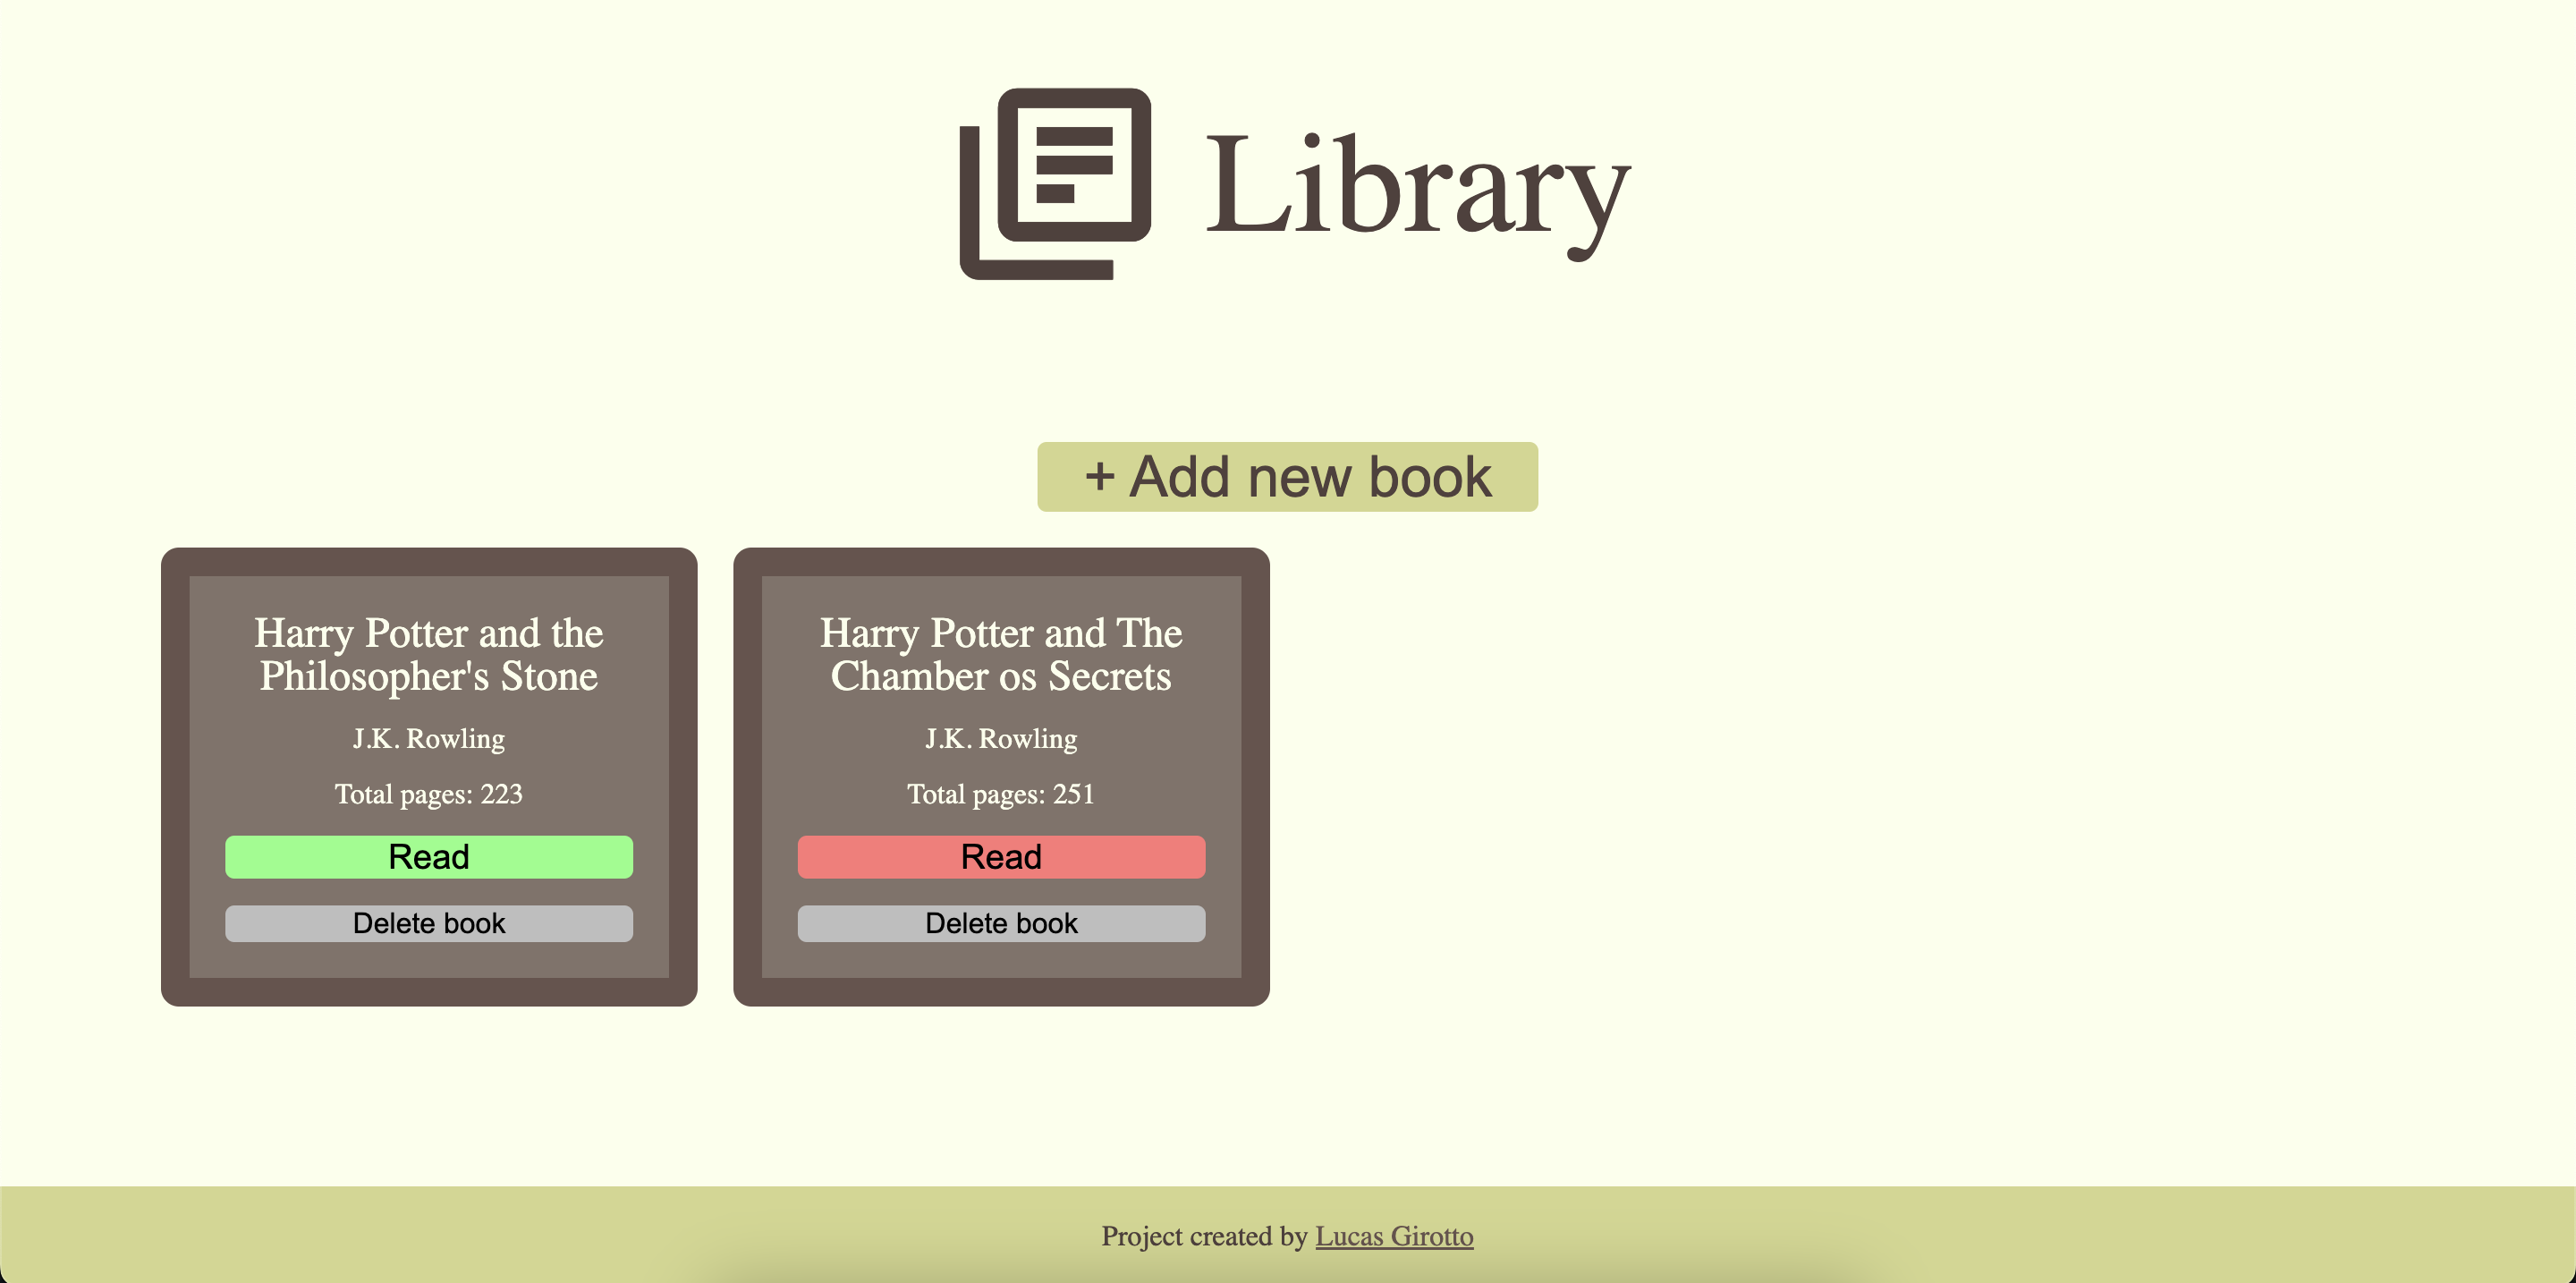 Library
+ Add new book
Harry Potter and the
Philosopher's Stone
J.K. Rowling
Total pages: 223
Read
Delete book
Harry Potter and The
Chamber os Secrets
J.K. Rowling
Total pages: 251
Read
Delete book
Project created by Lucas Girotto